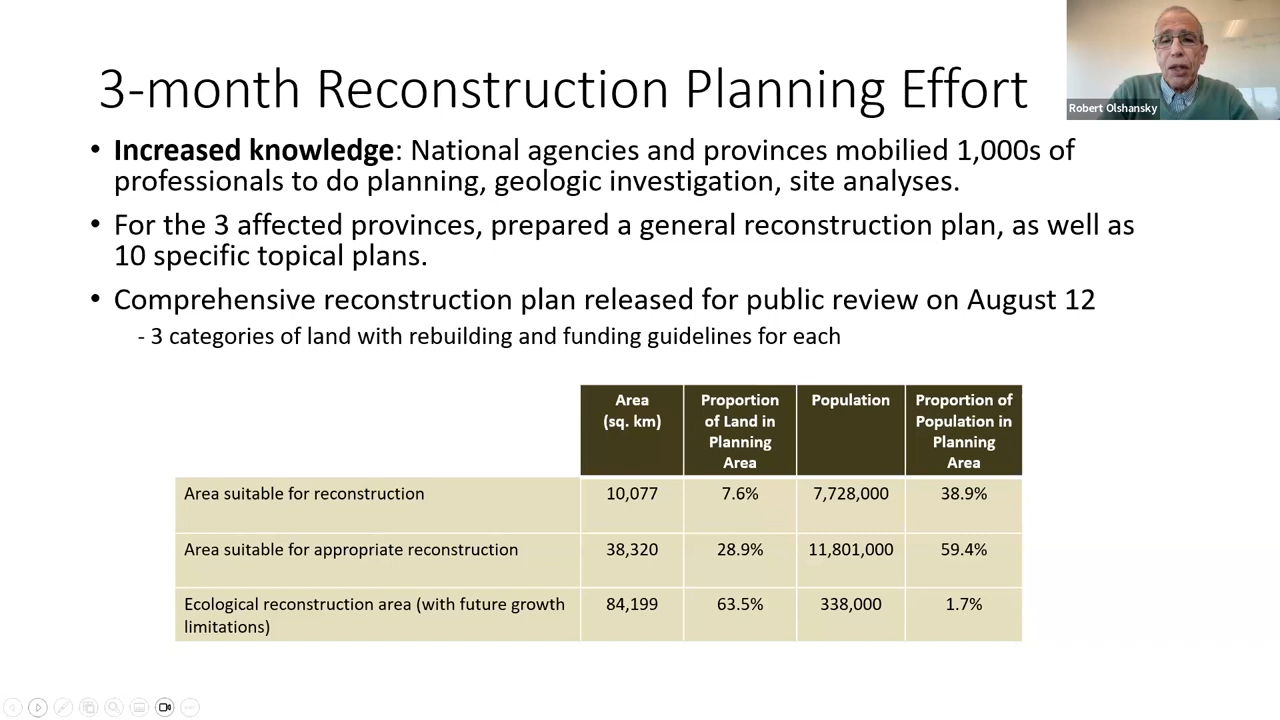 3-month Reconstruction Planning Effort
Robert Olshansky
• Increased knowledge: National agencies and provinces mobilied 1,000s of
professionals to do planning, geologic investigation, site analyses.
• For the 3 affected provinces, prepared a general reconstruction plan, as well as
10 specific topical plans.
• Comprehensive reconstruction plan released for public review on August 12
- 3 categories of land with rebuilding and funding guidelines for each
Area
(sq. km)
Proportion
of Land in
Planning
Area
Population
Proportion of
Population in
Planning
Area
Area suitable for reconstruction 10,077 7.6% 7,728,000 38.9%
Area suitable for appropriate reconstruction 38,320 28.9% 11,801,000 59.4%
Ecological reconstruction area (with future growth 84,199 63.5% 338,000 1.7%
limitations)